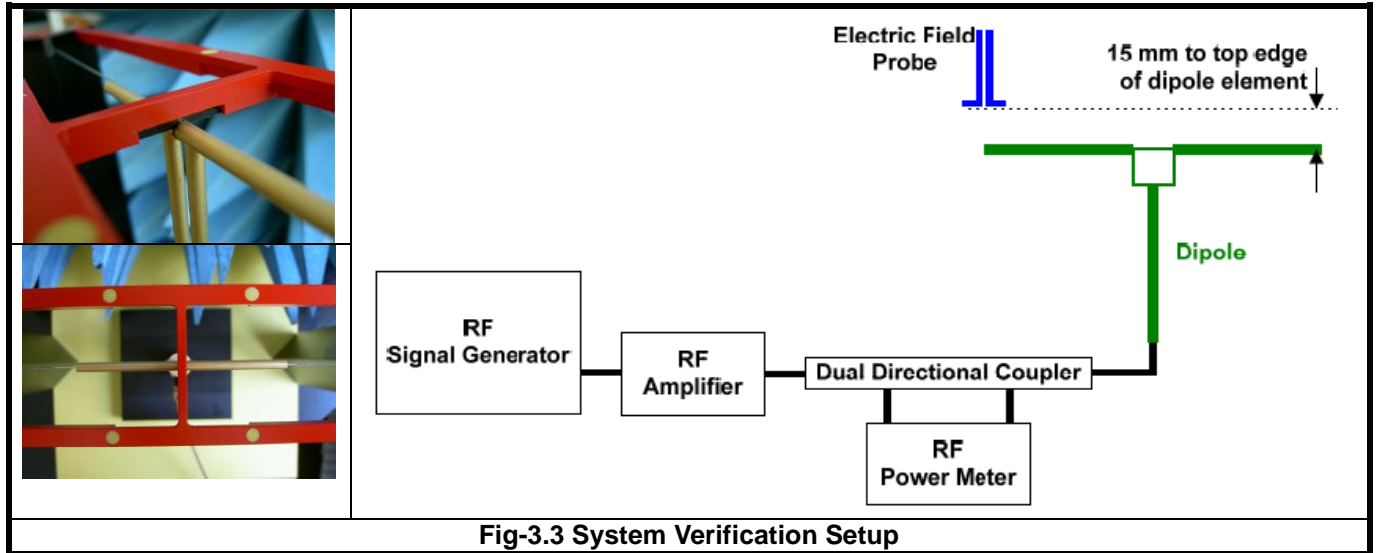 Electric Field
Probe
15 mm to top edge
of dipole element
Dipole
RF
Signal Generator
RF
Amplifier
Dual Directional Coupler
RF
Power Meter
Fig-3.3 System Verification Setup